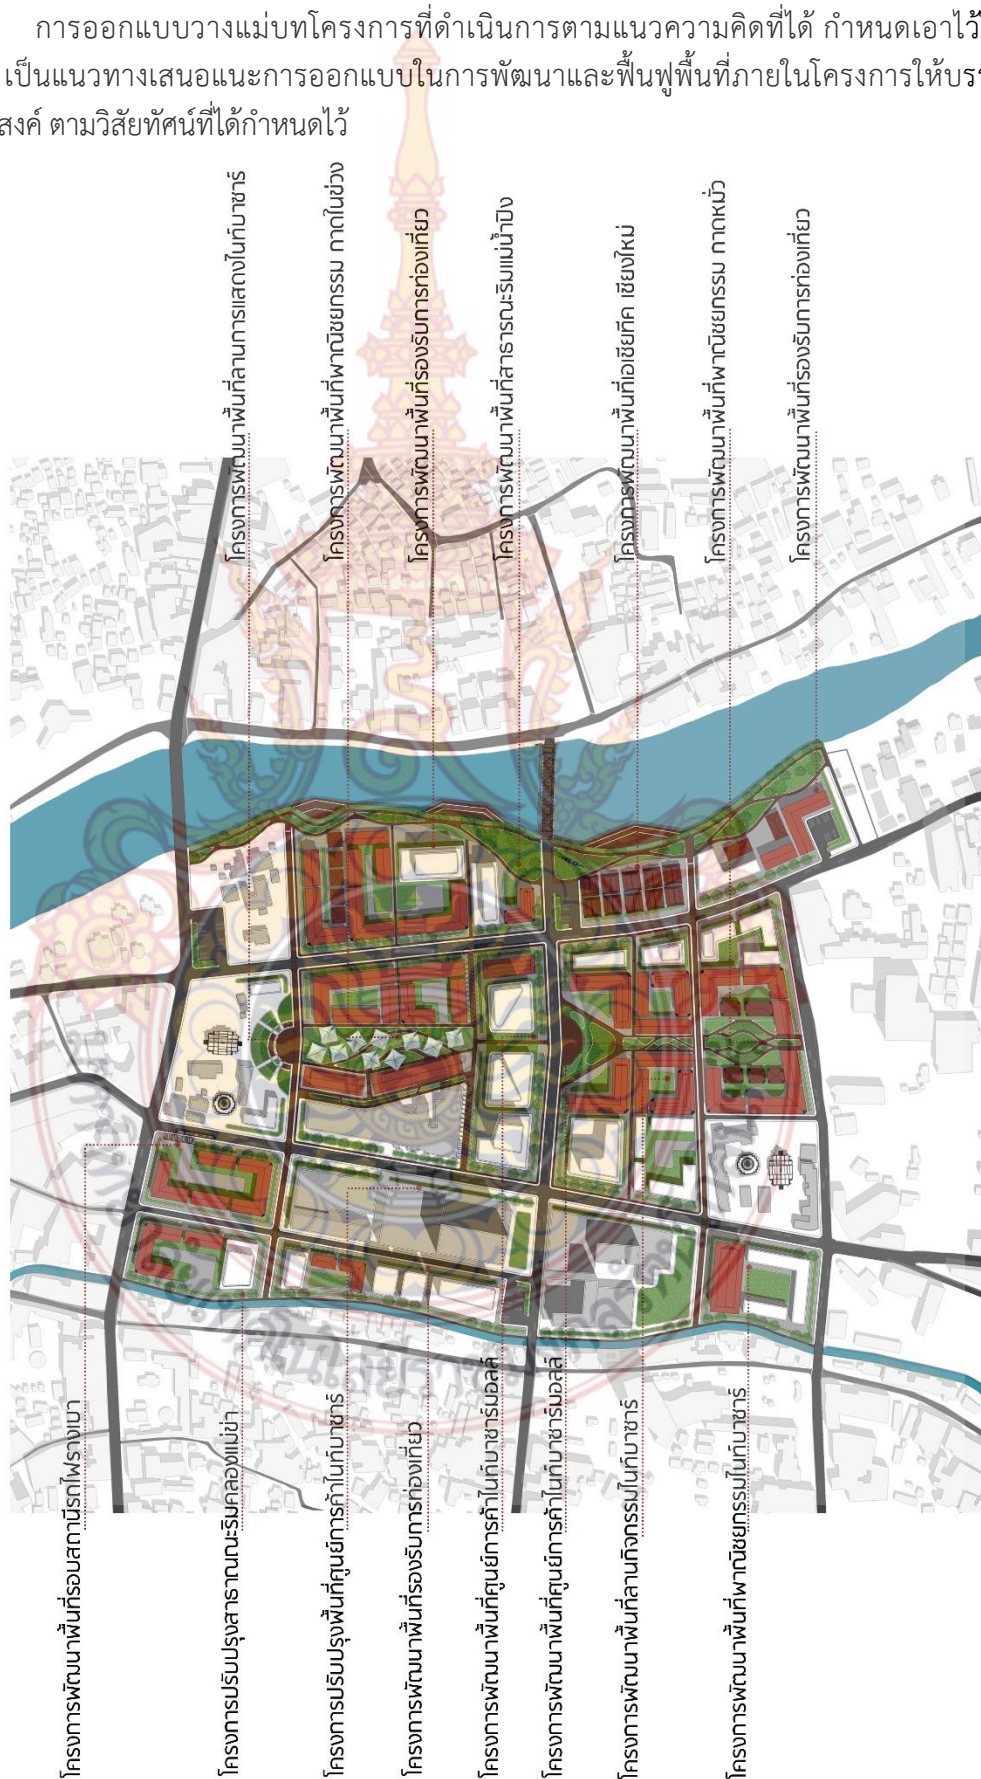 การออกแบบวางแม่บทโครงการที่ดำเนินการตามแนวความคิดที่ได้ กำหนดเอาไว้
เป็นแนวทางเสนอแนะการออกแบบในการพัฒนาและฟื้นฟูพื้นที่ภายในโครงการให้บรร
สงค์ ตามวิสัยทัศน์ที่ได้กำหนดไว้
โครงการพัฒนาพื้นที่ลานการแสดงไนท์บาซาร์
โครงการพัฒนาพื้นที่พาณิชยกรรม กาดในข่วง
โครงการพัฒนาพื้นที่รองรับการท่องเที่ยว
โครงการพัฒนาพื้นที่สาธารณะริมแม่น้ำปิง
โครงการพัฒนาพื้นที่เอเชียทีค เชียงใหม่
โครงการพัฒนาพื้นที่พาณิชยกรรม กาดหมั้ว
โครงการพัฒนาพื้นที่รองรับการท่องเที่ยว
โครงการพัฒนาพื้นที่รอบสถานีรถไฟรางเบา
โครงการปรับปรุงสาธาณณะริมคลองแม่ข่า
โครงการปรับปรุงพื้นที่ศูนย์การค้าไนท์บาซาร์
โครงการพัฒนาพื้นที่รองรับการท่องเที่ยว
โครงการพัฒนาพื้นที่ศูนย์การค้าไนท์บาซาร์มอลล์
โครงการพัฒนาพื้นที่ศูนย์การค้าไนท์บาซาร์มอลล์
โครงการพัฒนาพื้นที่ลานกิจกรรมไนท์บาซาร์
โครงการพัฒนาพื้นที่พาณิชยกรรมไนท์บาซาร์